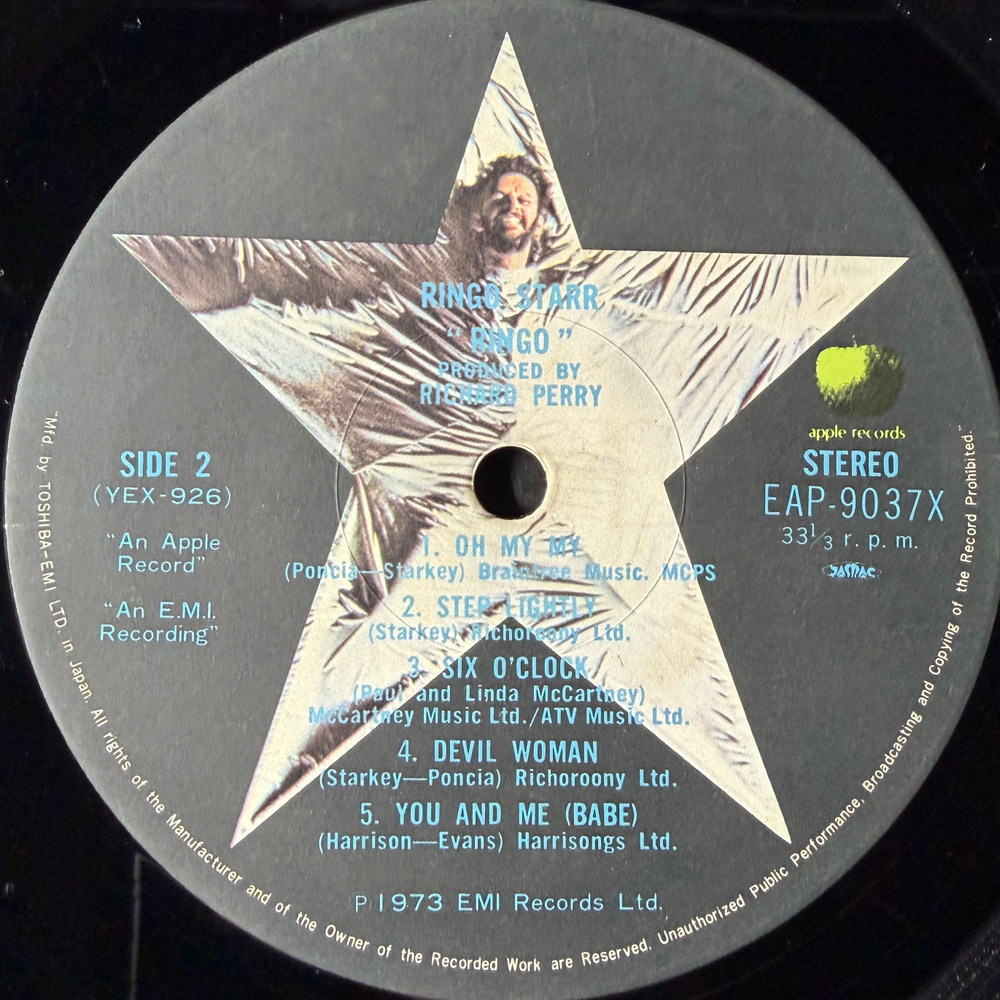 RINGO STARR
"RINGO"
PRODUCED BY
RICHARD PERRY
apple records
SIDE 2
(YEX-926)
"An Apple
Record"
"An E.M.I.
Recording"
STEREO
EAP-9037X
33 1/3 r. p. m.
JASRAC
1. OH MY MY
(Poncia—Starkey) Braintree Music. MCPS
2. STEP LIGHTLY
(Starkey) Richoroony Ltd.
3. SIX O'CLOCK
(Paul and Linda McCartney)
McCartney Music Ltd./ATV Music Ltd.
4. DEVIL WOMAN
(Starkey—Poncia) Richoroony Ltd.
5. YOU AND ME (BABE)
(Harrison—Evans) Harrisongs Ltd.
P 1973 EMI Records Ltd.
"Mfd. by TOSHIBA-EMI LTD. in Japan. All rights of the Manufacturer and of the Owner of the Recorded Work are Reserved. Unauthorized Public Performance, Broadcasting and Copying of the Record Prohibited."